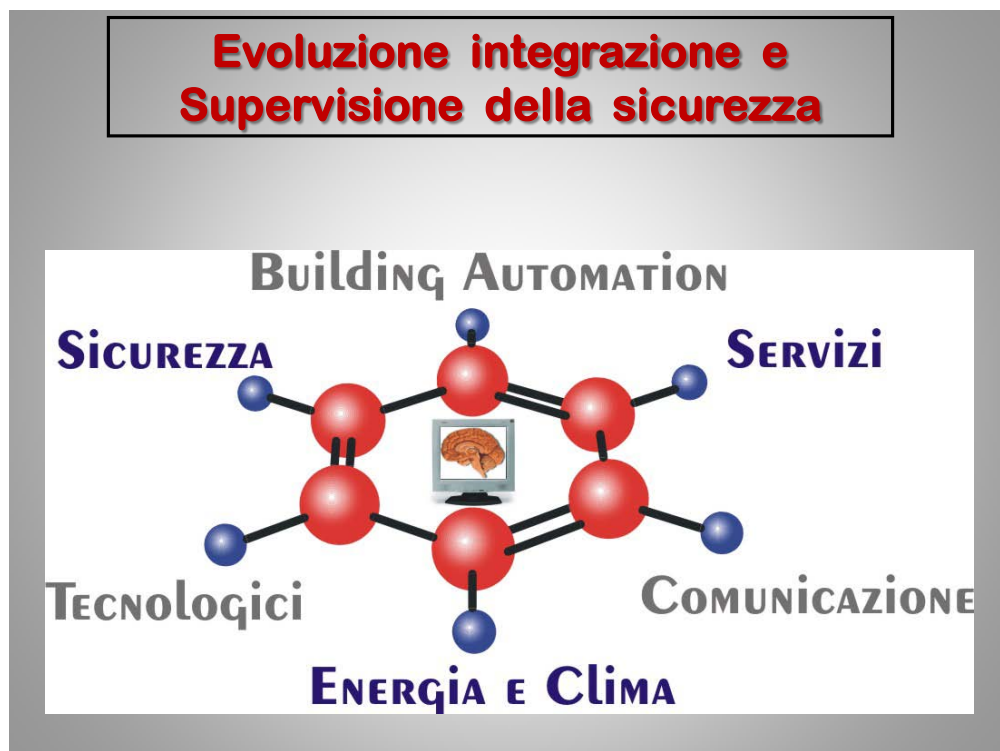 Evoluzione integrazione e
Supervisione della sicurezza
Building Automation
Sicurezza
Servizi
Tecnologici
Comunicazione
Energia e Clima